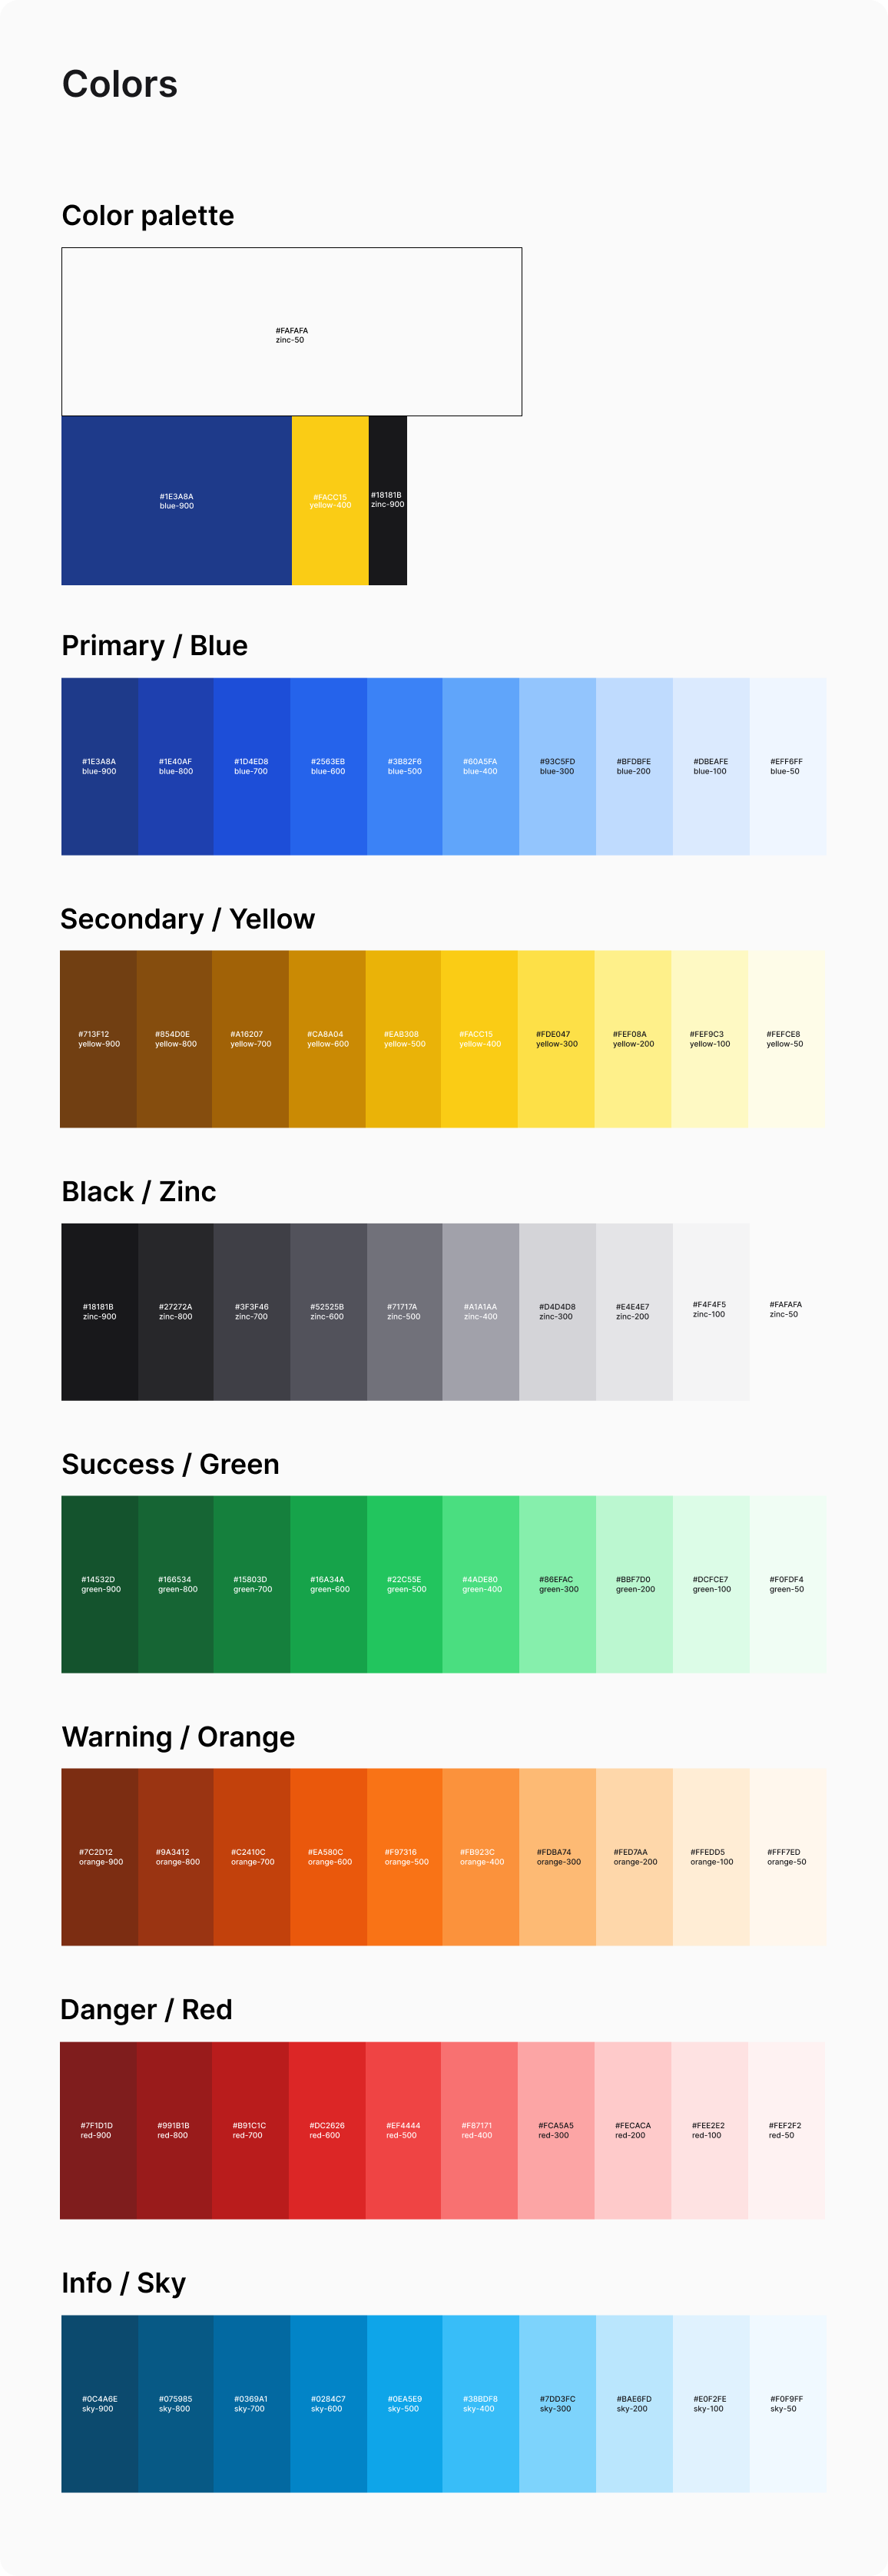 Colors
Color palette
#FAFAFA
zinc-50
#1E3A8A
blue-900
#FACC15
yellow-400
#18181B
zinc-900
Primary / Blue
#1E3A8A
blue-900
#1E40AF
blue-800
#1D4ED8
blue-700
#2563EB
blue-600
#3B82F6
blue-500
#60A5FA
blue-400
#93C5FD
blue-300
#BFDBFE
blue-200
#DBEAFE
blue-100
#EFF6FF
blue-50
Secondary / Yellow
#713F12
yellow-900
#854D0E
yellow-800
#A16207
yellow-700
#CA8A04
yellow-600
#EAB308
yellow-500
#FACC15
yellow-400
#FDE047
yellow-300
#FEF08A
yellow-200
#FEF9C3
yellow-100
#FEFCE8
yellow-50
Black / Zinc
#18181B
zinc-900
#27272A
zinc-800
#3F3F46
zinc-700
#52525B
zinc-600
#71717A
zinc-500
#A1A1AA
zinc-400
#D4D4D8
zinc-300
#E4E4E7
zinc-200
#F4F4F5
zinc-100
#FAFAFA
zinc-50
Success / Green
#14532D
green-900
#166534
green-800
#15803D
green-700
#16A34A
green-600
#22C55E
green-500
#4ADE80
green-400
#86EFAC
green-300
#BBF7D0
green-200
#DCFCE7
green-100
#F0FDF4
green-50
Warning / Orange
#7C2D12
orange-900
#9A3412
orange-800
#C2410C
orange-700
#EA580C
orange-600
#F97316
orange-500
#FB923C
orange-400
#FDBA74
orange-300
#FED7AA
orange-200
#FFEDD5
orange-100
#FFF7ED
orange-50
Danger / Red
#7F1D1D
red-900
#991B1B
red-800
#B91C1C
red-700
#DC2626
red-600
#EF4444
red-500
#F87171
red-400
#FCA5A5
red-300
#FECACA
red-200
#FEE2E2
red-100
#FEF2F2
red-50
Info / Sky
#0C4A6E
sky-900
#075985
sky-800
#0369A1
sky-700
#0284C7
sky-600
#0EA5E9
sky-500
#38BDF8
sky-400
#7DD3FC
sky-300
#BAE6FD
sky-200
#E0F2FE
sky-100
#F0F9FF
sky-50